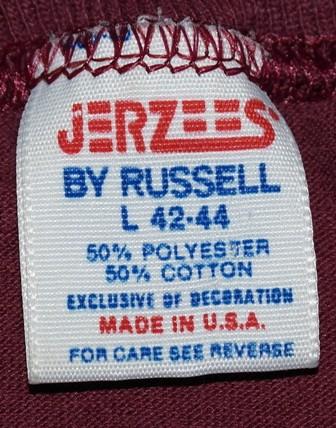 JERZEES
BY RUSSELL
L 42-44
50% POLYESTER
50% COTTON
EXCLUSIVE OF DECORATION
MADE IN U.S.A.
FOR CARE SEE REVERSE